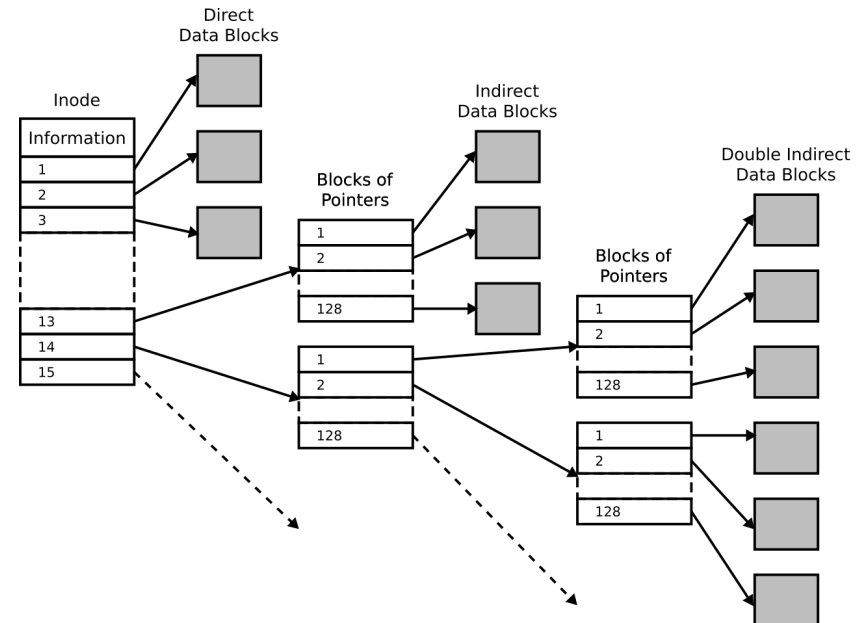 Direct
Data Blocks
Inode
Information
1
2
3
13
14
15
Blocks of
Pointers
1
2
128
1
2
128
Indirect
Data Blocks
Blocks of
Pointers
1
2
128
1
2
128
Double Indirect
Data Blocks